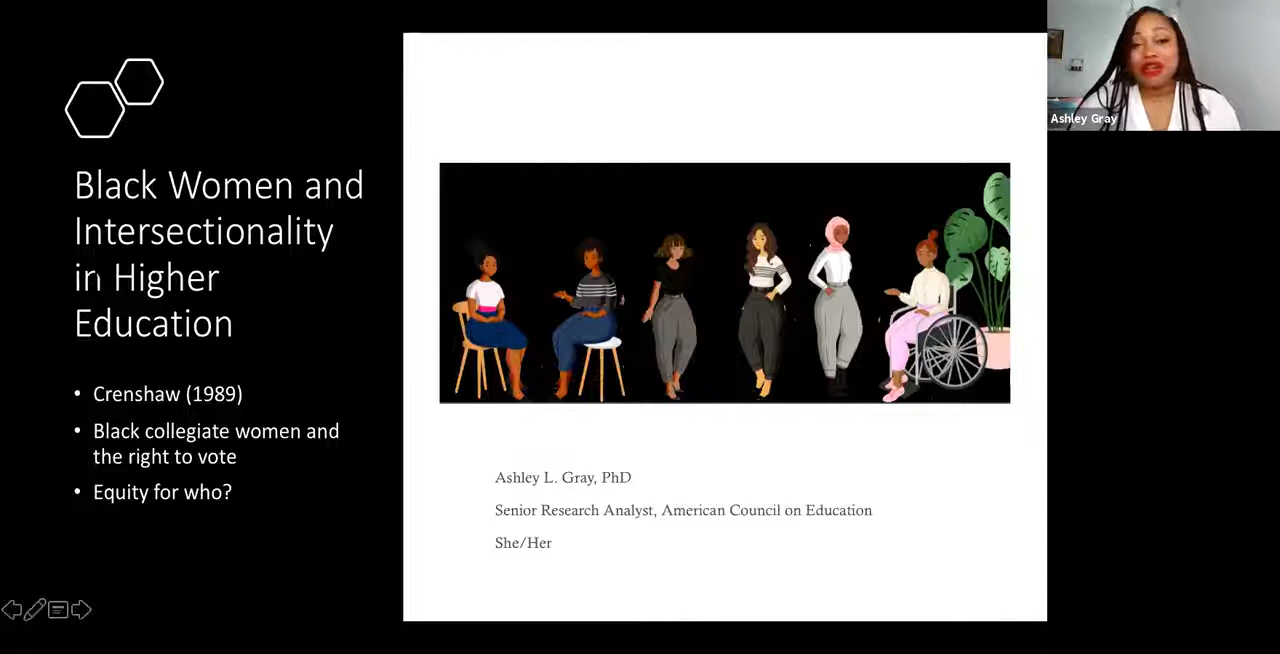 Black Women and
Intersectionality
in Higher
Education
• Crenshaw (1989)
• Black collegiate women and
the right to vote
• Equity for who?
Ashley L. Gray, PhD
Senior Research Analyst, American Council on Education
She/Her
Ashley Gray